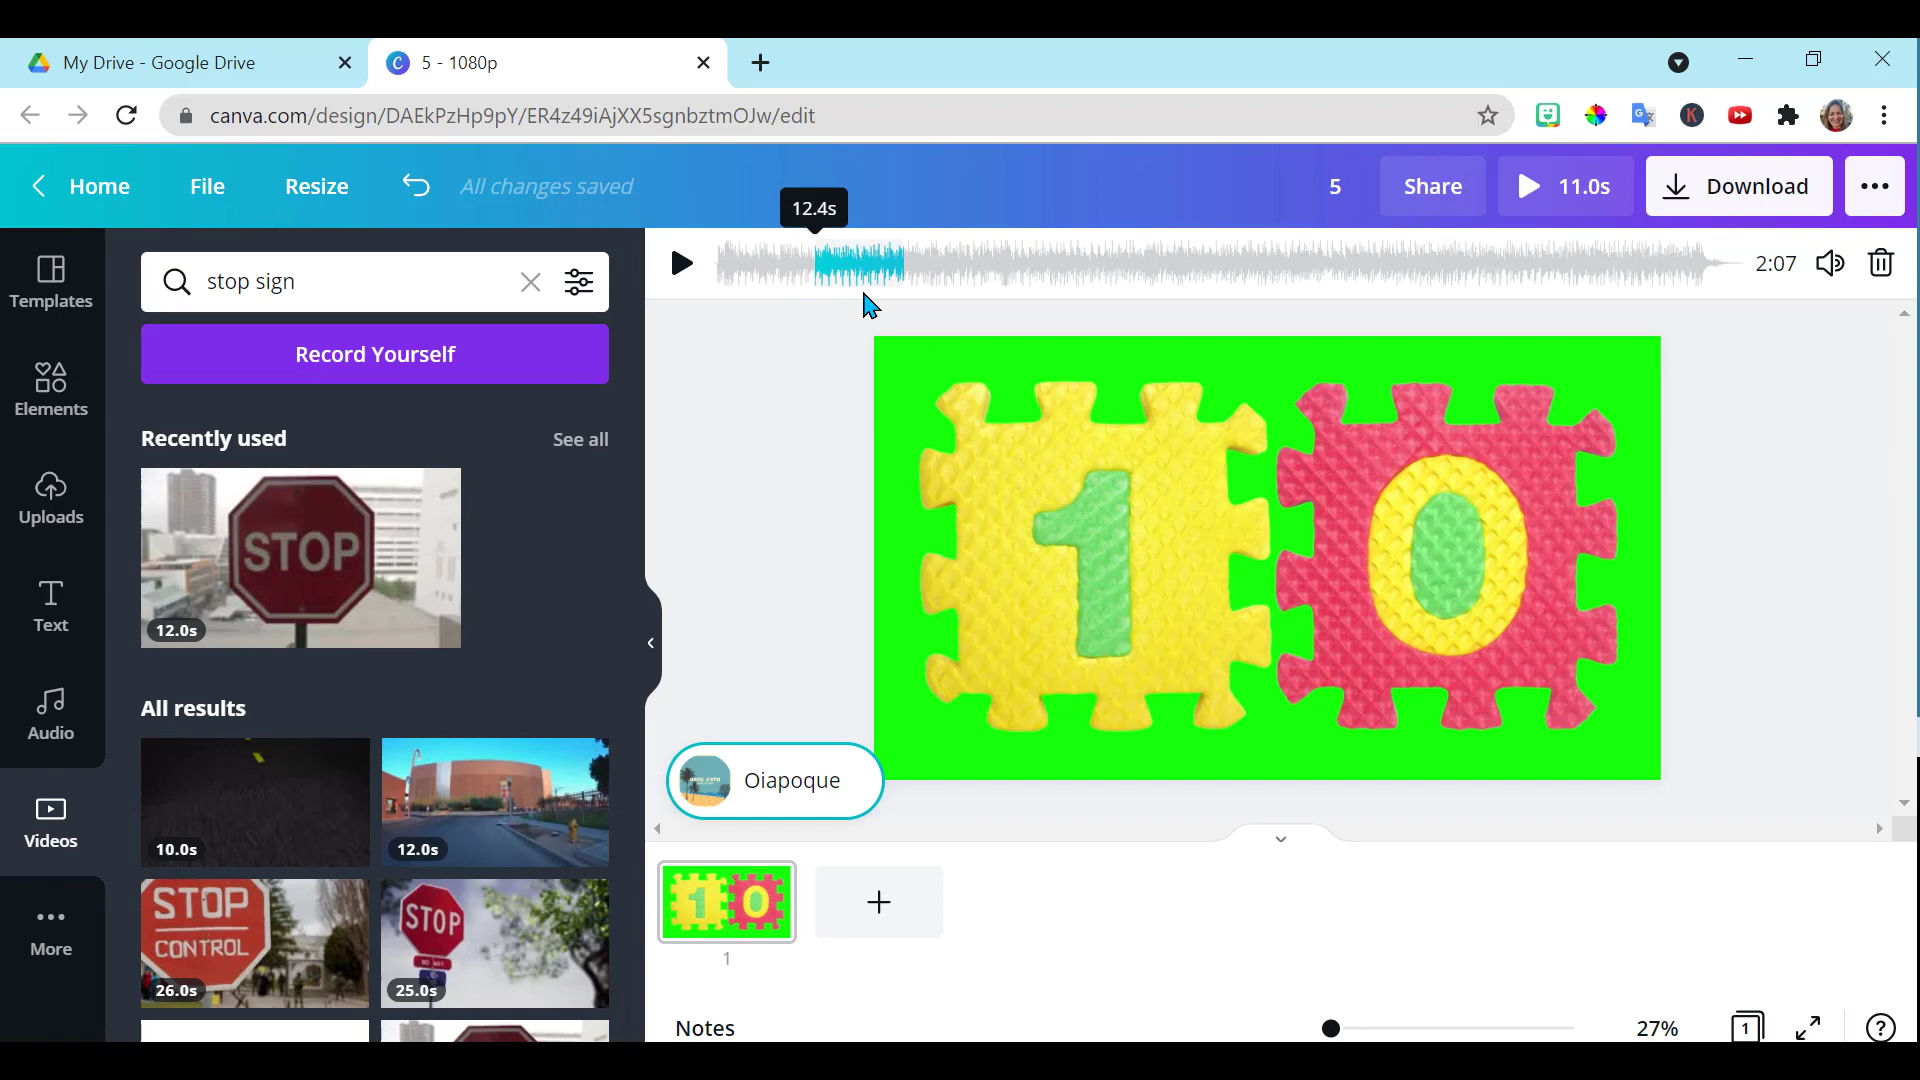 My Drive - Google Drive
5 - 1080p
canva.com/design/DAEkPzHp9pY/ER4z49iAjXX5sgnbztmOJw/edit
Home
File
Resize
All changes saved
5
Share
11.0s
Download
12.4s
2:07
Templates
Elements
Uploads
Text
Audio
Videos
More
stop sign
Record Yourself
Recently used
See all
STOP
12.0s
All results
10.0s
12.0s
STOP
CONTROL
26.0s
STOP
25.0s
1 0
Oiapoque
1 0
1
Notes
27%
1